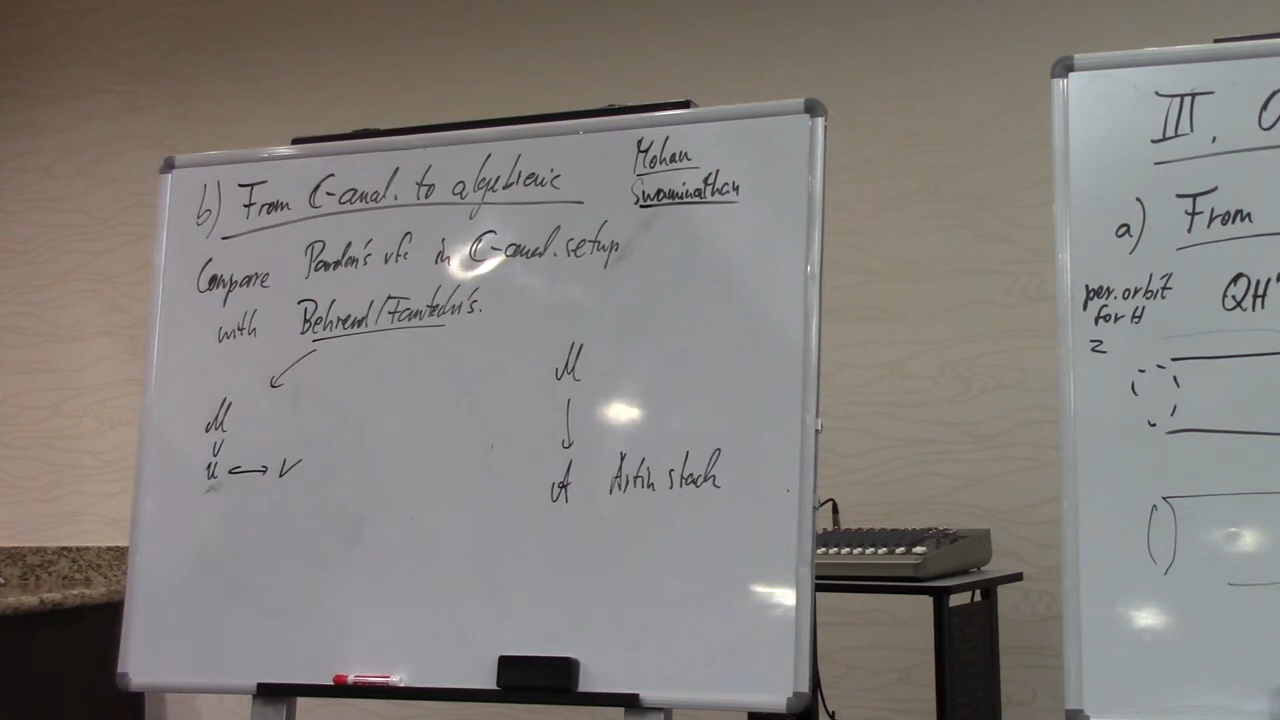 b) From ℂ-anal. to algebraic
Mohan
Swaminathan
Compare Pardon's vfc in ℂ-anal. setup
with Behrend/Fantechi's.
M
U ↔ V
M
↓
A Artin stack
III.
a) From
per. orbit
for H
QH